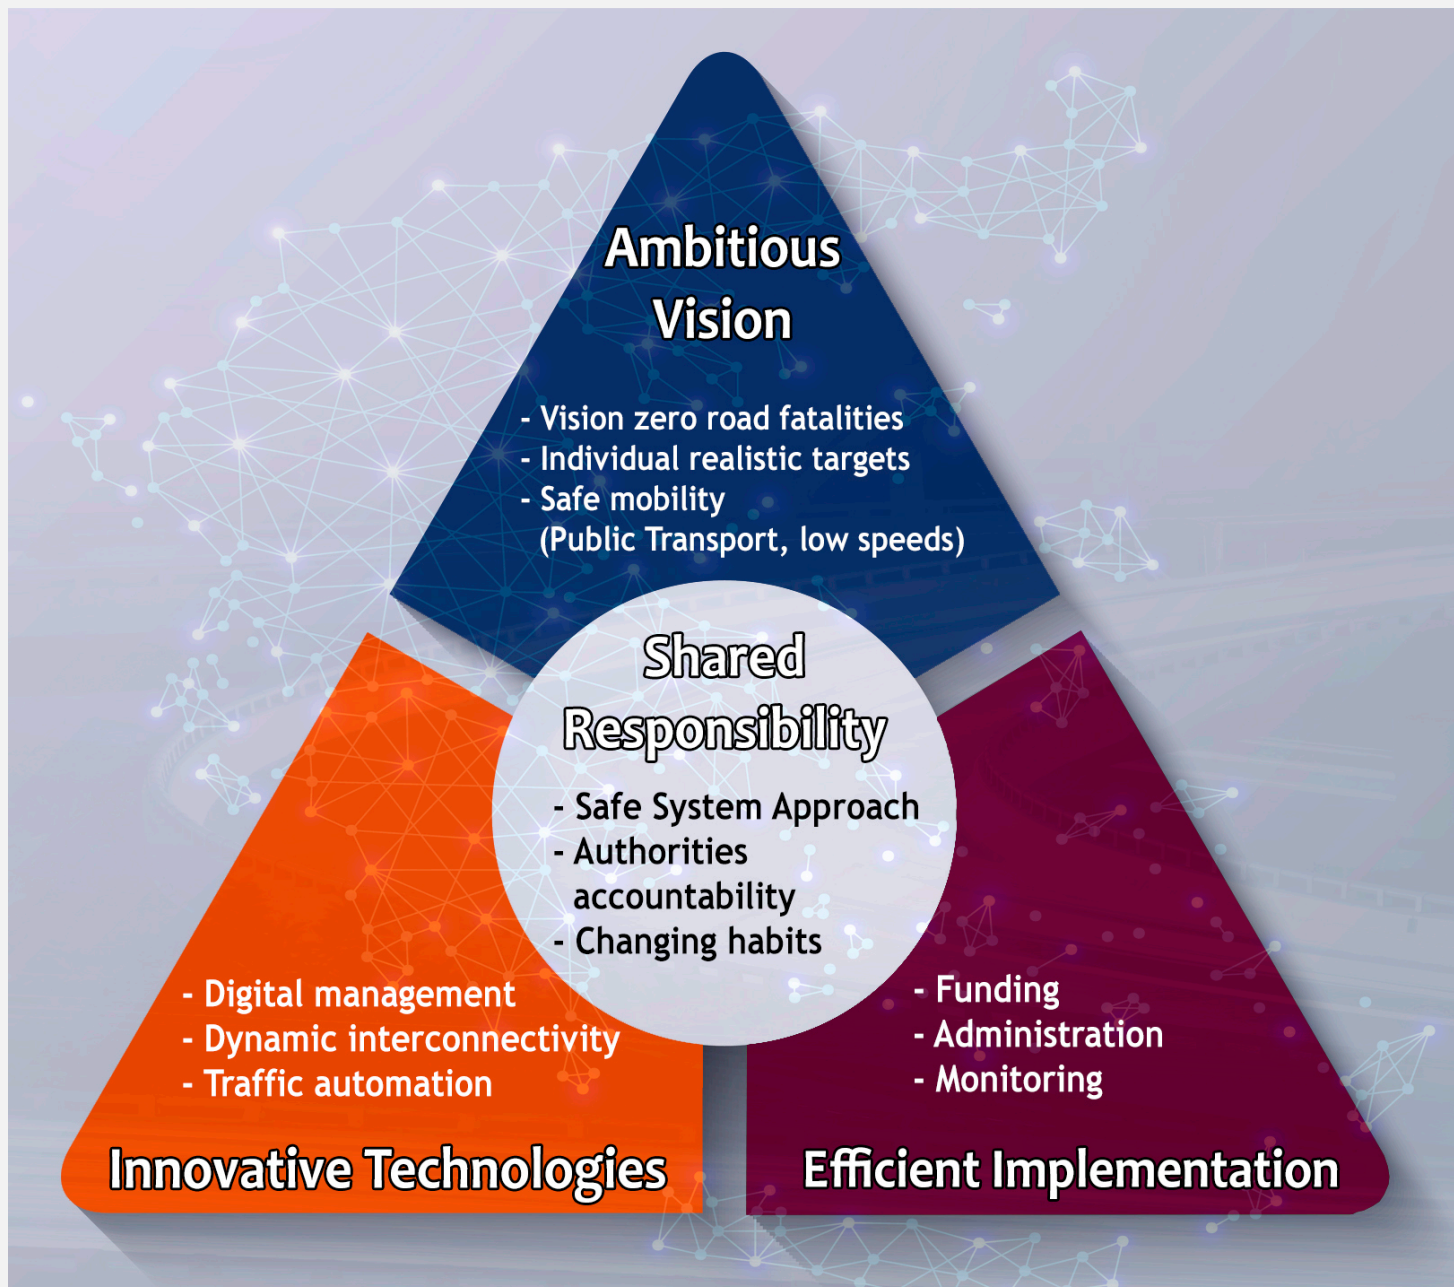 Ambitious
Vision
- Vision zero road fatalities
- Individual realistic targets
- Safe mobility
(Public Transport, low speeds)
Shared
Responsibility
- Safe System Approach
- Authorities
accountability
- Changing habits
- Digital management
- Dynamic interconnectivity
- Traffic automation
Innovative Technologies
- Funding
- Administration
- Monitoring
Efficient Implementation